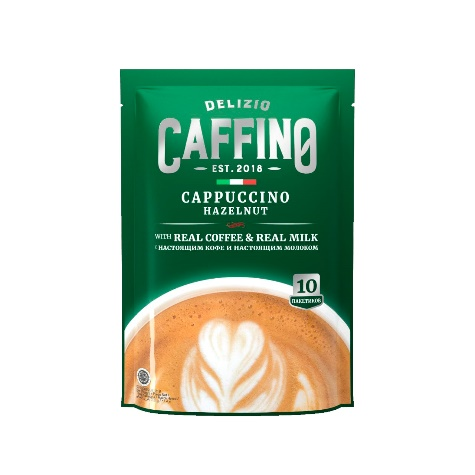 DELIZIO
CAFFINO
EST. 2018
CAPPUCCINO
HAZELNUT
WITH REAL COFFEE & REAL MILK
С НАСТОЯЩИМ КОФЕ И НАСТОЯЩИМ МОЛОКОМ
10
ПАКЕТИКОВ